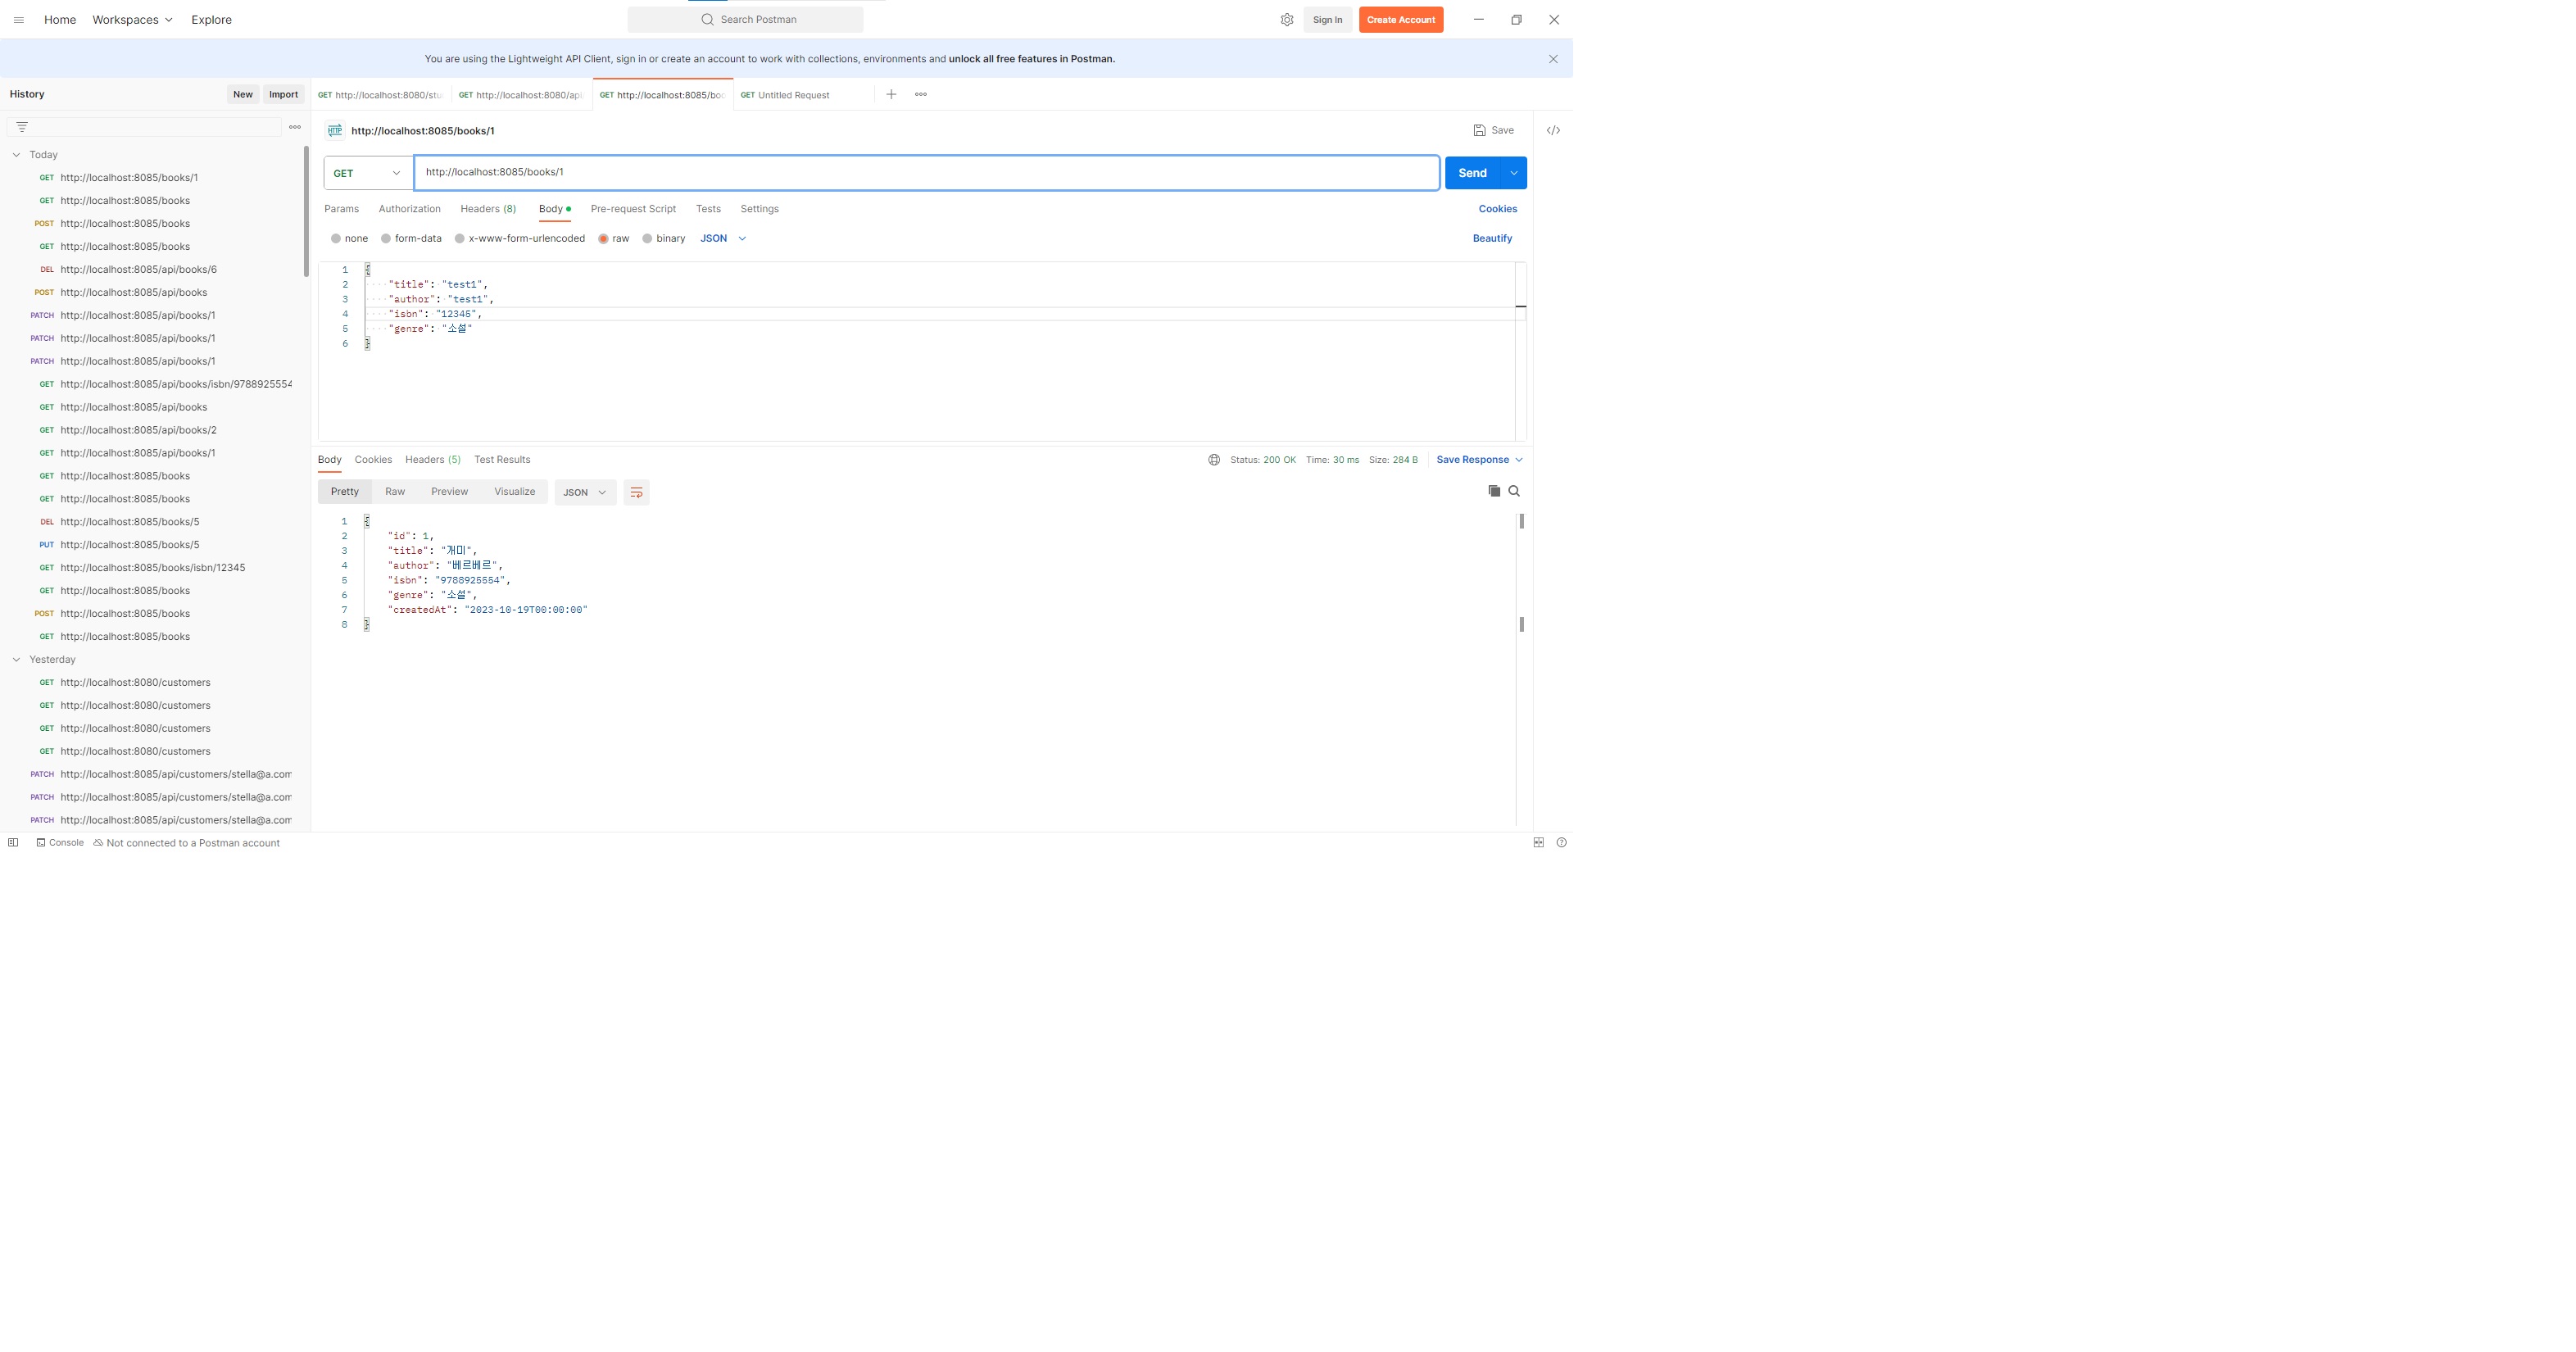 Home Workspaces Explore Search Postman Sign In Create Account
You are using the Lightweight API Client, sign in or create an account to work with collections, environments and unlock all free features in Postman.
History New Import
GET http://localhost:8080/stu GET http://localhost:8080/api GET http://localhost:8085/boo GET Untitled Request
Today
GET http://localhost:8085/books/1
GET http://localhost:8085/books
POST http://localhost:8085/books
GET http://localhost:8085/books
DEL http://localhost:8085/api/books/6
POST http://localhost:8085/api/books
PATCH http://localhost:8085/api/books/1
PATCH http://localhost:8085/api/books/1
PATCH http://localhost:8085/api/books/1
GET http://localhost:8085/api/books/isbn/9788925554
GET http://localhost:8085/api/books
GET http://localhost:8085/api/books/2
GET http://localhost:8085/api/books/1
GET http://localhost:8085/books
GET http://localhost:8085/books
DEL http://localhost:8085/books/5
PUT http://localhost:8085/books/5
GET http://localhost:8085/books/isbn/12345
GET http://localhost:8085/books
POST http://localhost:8085/books
GET http://localhost:8085/books
Yesterday
GET http://localhost:8080/customers
GET http://localhost:8080/customers
GET http://localhost:8080/customers
GET http://localhost:8080/customers
PATCH http://localhost:8085/api/customers/stella@a.com
PATCH http://localhost:8085/api/customers/stella@a.com
PATCH http://localhost:8085/api/customers/stella@a.com
HTTP http://localhost:8085/books/1 Save </>
GET http://localhost:8085/books/1 Send
Params Authorization Headers (8) Body Pre-request Script Tests Settings Cookies
none form-data x-www-form-urlencoded raw binary JSON Beautify
1 {
2 "title": "test1",
3 "author": "test1",
4 "isbn": "12345",
5 "genre": "소설"
6 }
Body Cookies Headers (5) Test Results Status: 200 OK Time: 30 ms Size: 284 B Save Response
Pretty Raw Preview Visualize JSON
1 {
2 "id": 1,
3 "title": "개미",
4 "author": "베르베르",
5 "isbn": "9788925554",
6 "genre": "소설",
7 "createdAt": "2023-10-19T00:00:00"
8 }
Console Not connected to a Postman account